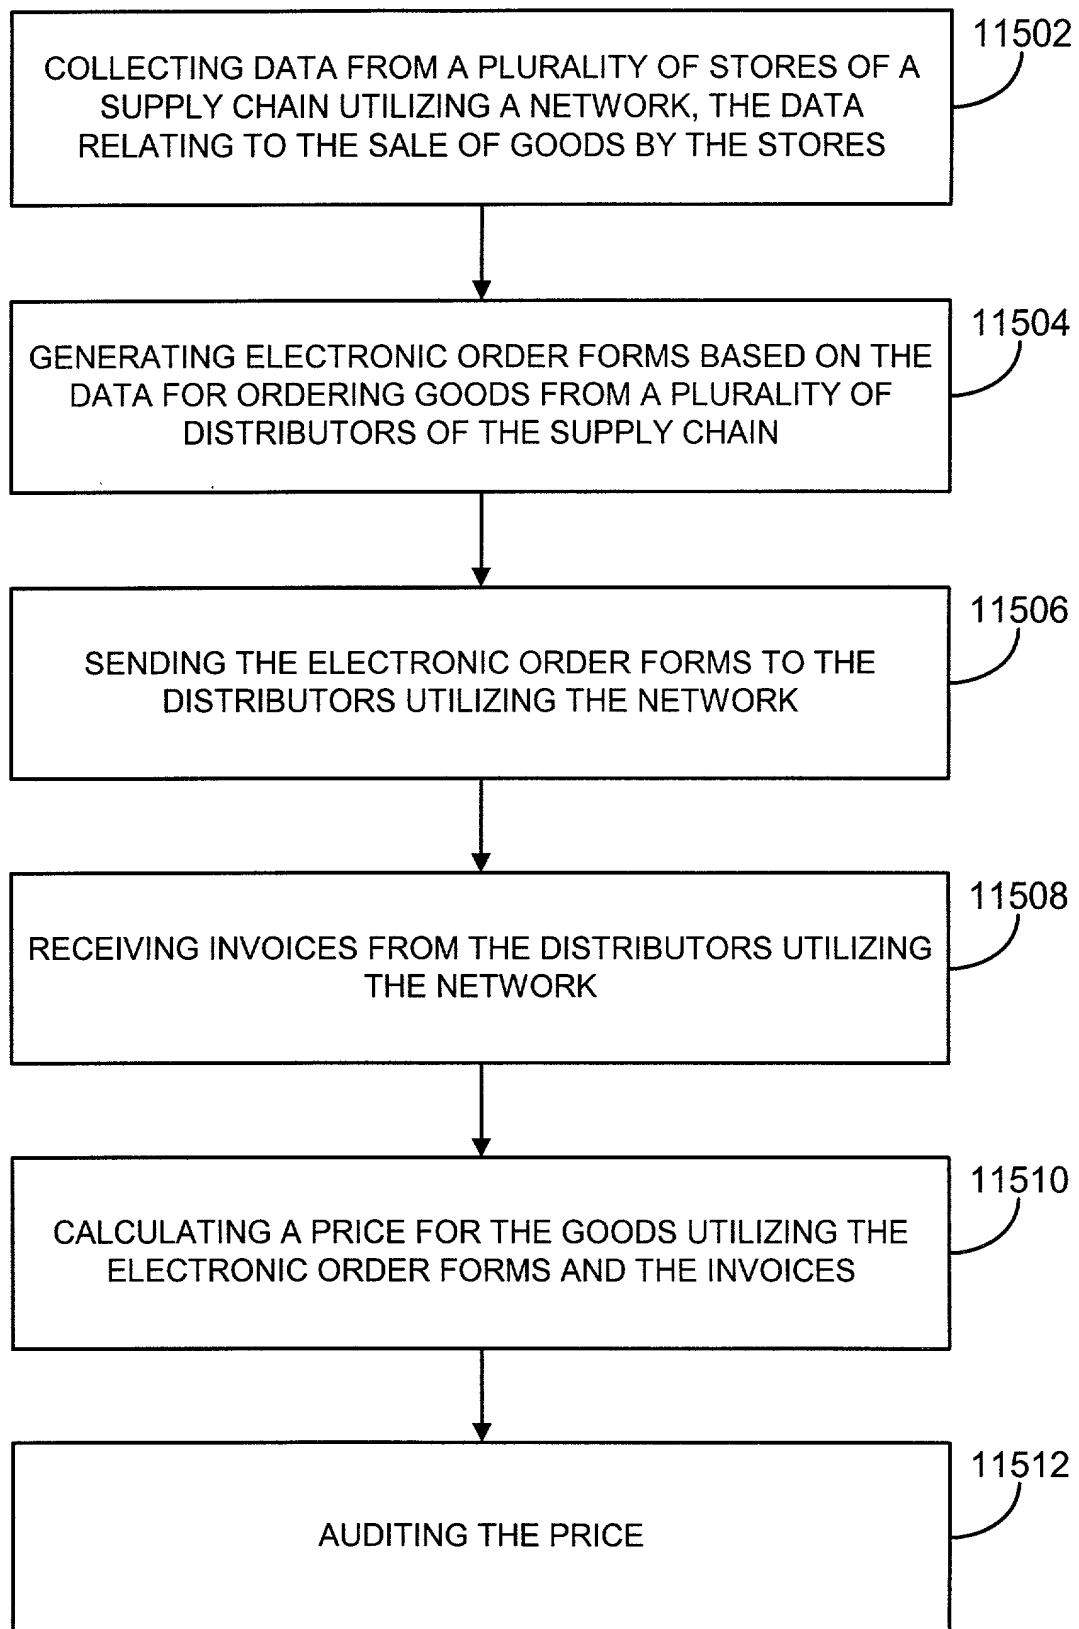 11502
COLLECTING DATA FROM A PLURALITY OF STORES OF A
SUPPLY CHAIN UTILIZING A NETWORK, THE DATA
RELATING TO THE SALE OF GOODS BY THE STORES
11504
GENERATING ELECTRONIC ORDER FORMS BASED ON THE
DATA FOR ORDERING GOODS FROM A PLURALITY OF
DISTRIBUTORS OF THE SUPPLY CHAIN
11506
SENDING THE ELECTRONIC ORDER FORMS TO THE
DISTRIBUTORS UTILIZING THE NETWORK
11508
RECEIVING INVOICES FROM THE DISTRIBUTORS UTILIZING
THE NETWORK
11510
CALCULATING A PRICE FOR THE GOODS UTILIZING THE
ELECTRONIC ORDER FORMS AND THE INVOICES
11512
AUDITING THE PRICE